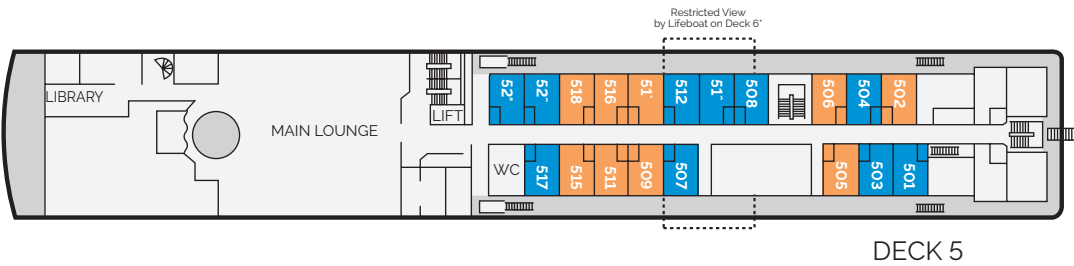 Restricted View
by Lifeboat on Deck 6*
LIBRARY
MAIN LOUNGE
LIFT
WC
518
516
512
508
506
504
502
517
515
511
509
507
505
503
501
DECK 5